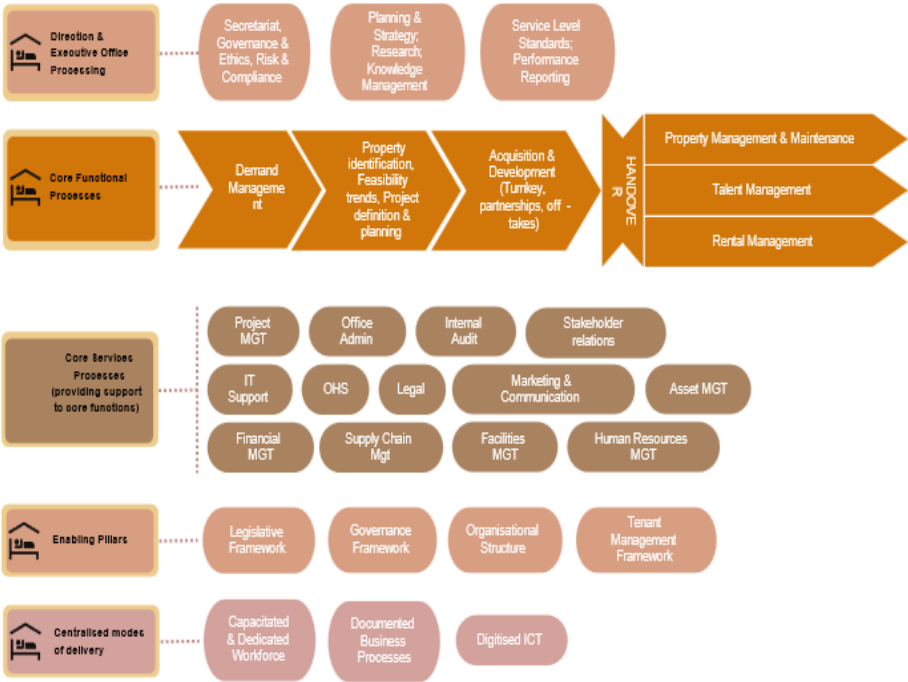 Direction &
Executive Office
Processing
Secretariat,
Governance &
Ethics, Risk &
Compliance
Planning &
Strategy;
Research;
Knowledge
Management
Service Level
Standards;
Performance
Reporting
Core Functional
Processes
Demand
Manageme
nt
Property
identification,
Feasibility
trends, Project
definition &
planning
Acquisition &
Development
(Turnkey,
partnerships, off -
takes)
HANDOVE
R
Property Management & Maintenance
Talent Management
Rental Management
Core Services
Processes
(providing support
to core functions)
Project
MGT
Office
Admin
Internal
Audit
Stakeholder
relations
IT
Support
OHS
Legal
Marketing &
Communication
Asset MGT
Financial
MGT
Supply Chain
Mgt
Facilities
MGT
Human Resources
MGT
Enabling Pillars
Legislative
Framework
Governance
Framework
Organisational
Structure
Tenant
Management
Framework
Centralised modes
of delivery
Capacitated
& Dedicated
Workforce
Documented
Business
Processes
Digitised ICT